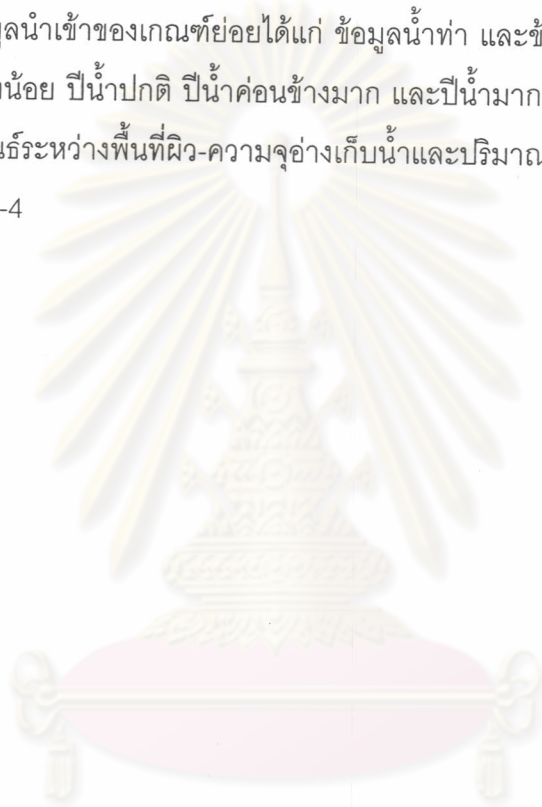 ูลนำเข้าของเกณฑ์ย่อยได้แก่ ข้อมูลน้ำท่า และข้
น้อย ปีน้ำปกติ ปีน้ำค่อนข้างมาก และปีน้ำมาก
นธ์ระหว่างพื้นที่ผิว-ความจุอ่างเก็บน้ำและปริมาณ
-4